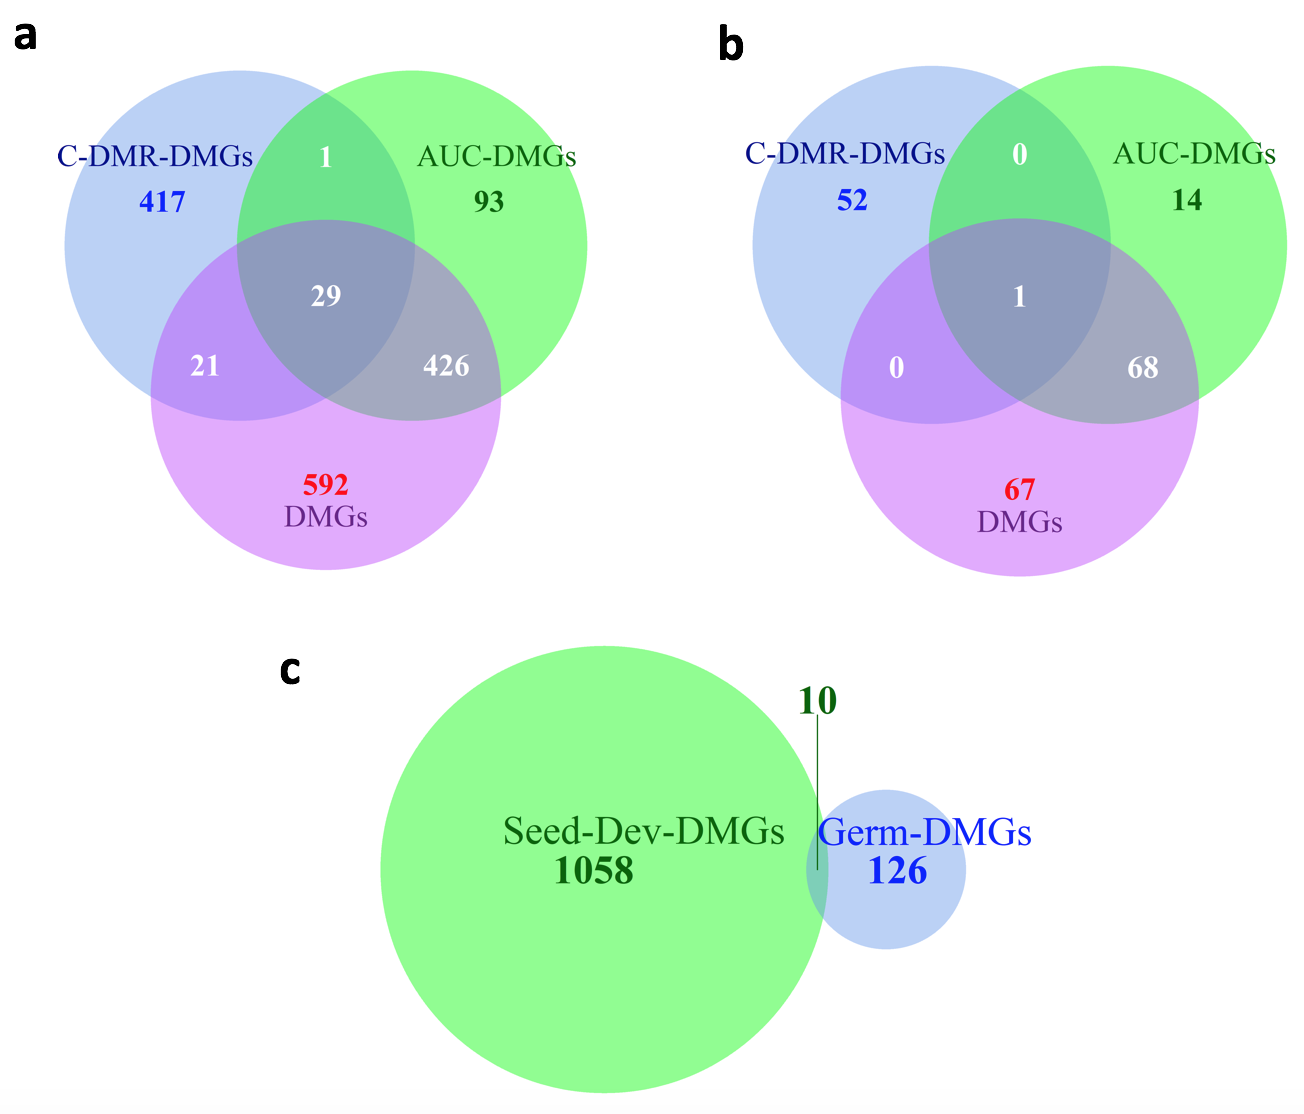 a
C-DMR-DMGs
417
1
AUC-DMGs
93
29
21
426
592
DMGs
b
C-DMR-DMGs
52
0
AUC-DMGs
14
1
0
68
67
DMGs
c
10
Seed-Dev-DMGs
1058
Germ-DMGs
126